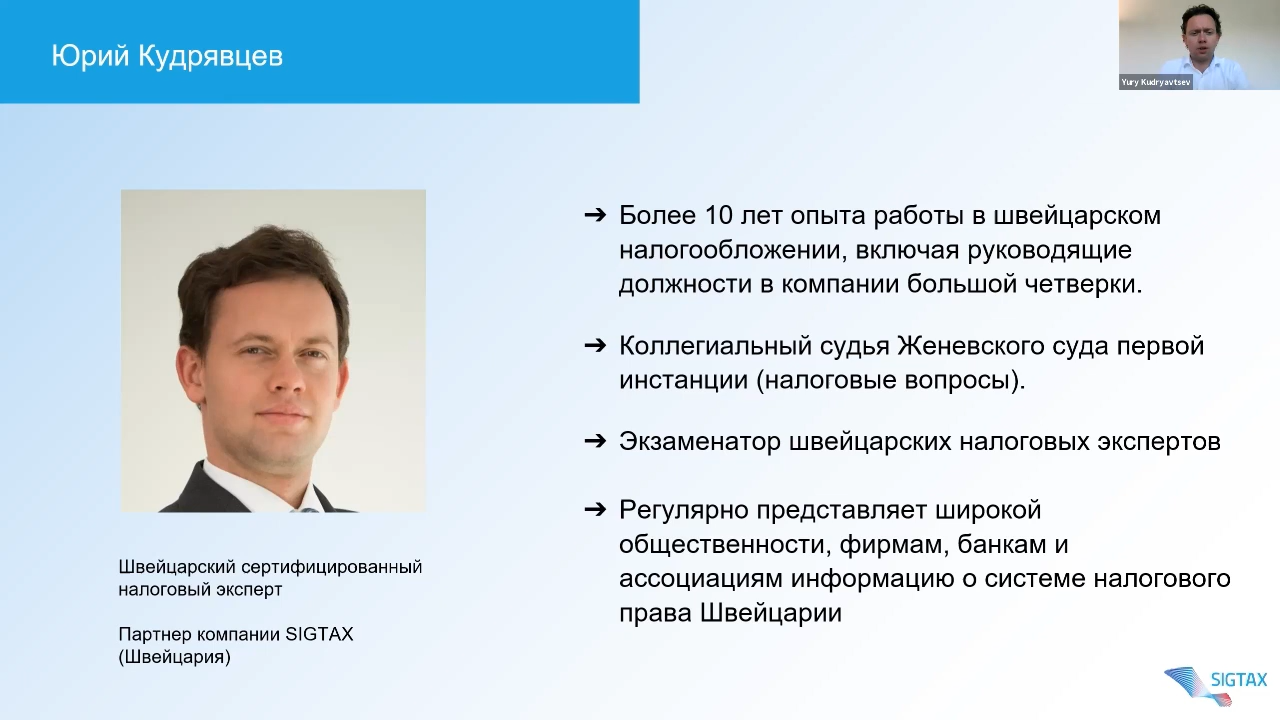 Юрий Кудрявцев
Yury Kudryavtsev
➔ Более 10 лет опыта работы в швейцарском
налогообложении, включая руководящие
должности в компании большой четверки.
➔ Коллегиальный судья Женевского суда первой
инстанции (налоговые вопросы).
➔ Экзаменатор швейцарских налоговых экспертов
➔ Регулярно представляет широкой
общественности, фирмам, банкам и
ассоциациям информацию о системе налогового
права Швейцарии
Швейцарский сертифицированный
налоговый эксперт
Партнер компании SIGTAX
(Швейцария)
SIGTAX